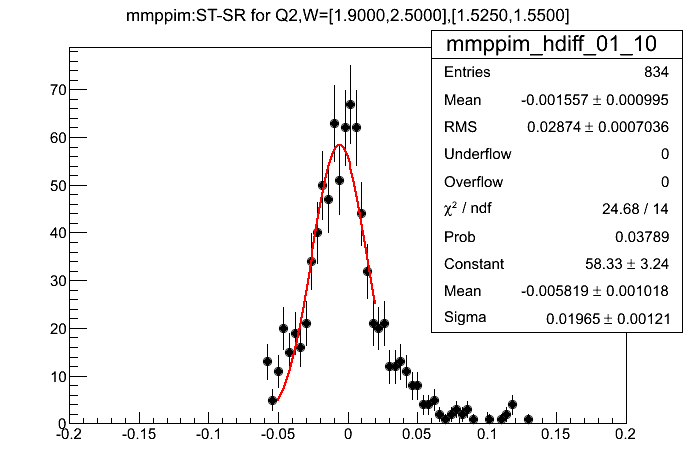 mmppim:ST-SR for Q2,W=[1.9000,2.5000],[1.5250,1.5500]
mmppim_hdiff_01_10
Entries 834
Mean -0.001557 ± 0.000995
RMS 0.02874 ± 0.0007036
Underflow 0
Overflow 0
χ² / ndf 24.68 / 14
Prob 0.03789
Constant 58.33 ± 3.24
Mean -0.005819 ± 0.001018
Sigma 0.01965 ± 0.00121
70
60
50
40
30
20
10
0
-0.2 -0.15 -0.1 -0.05 0 0.05 0.1 0.15 0.2